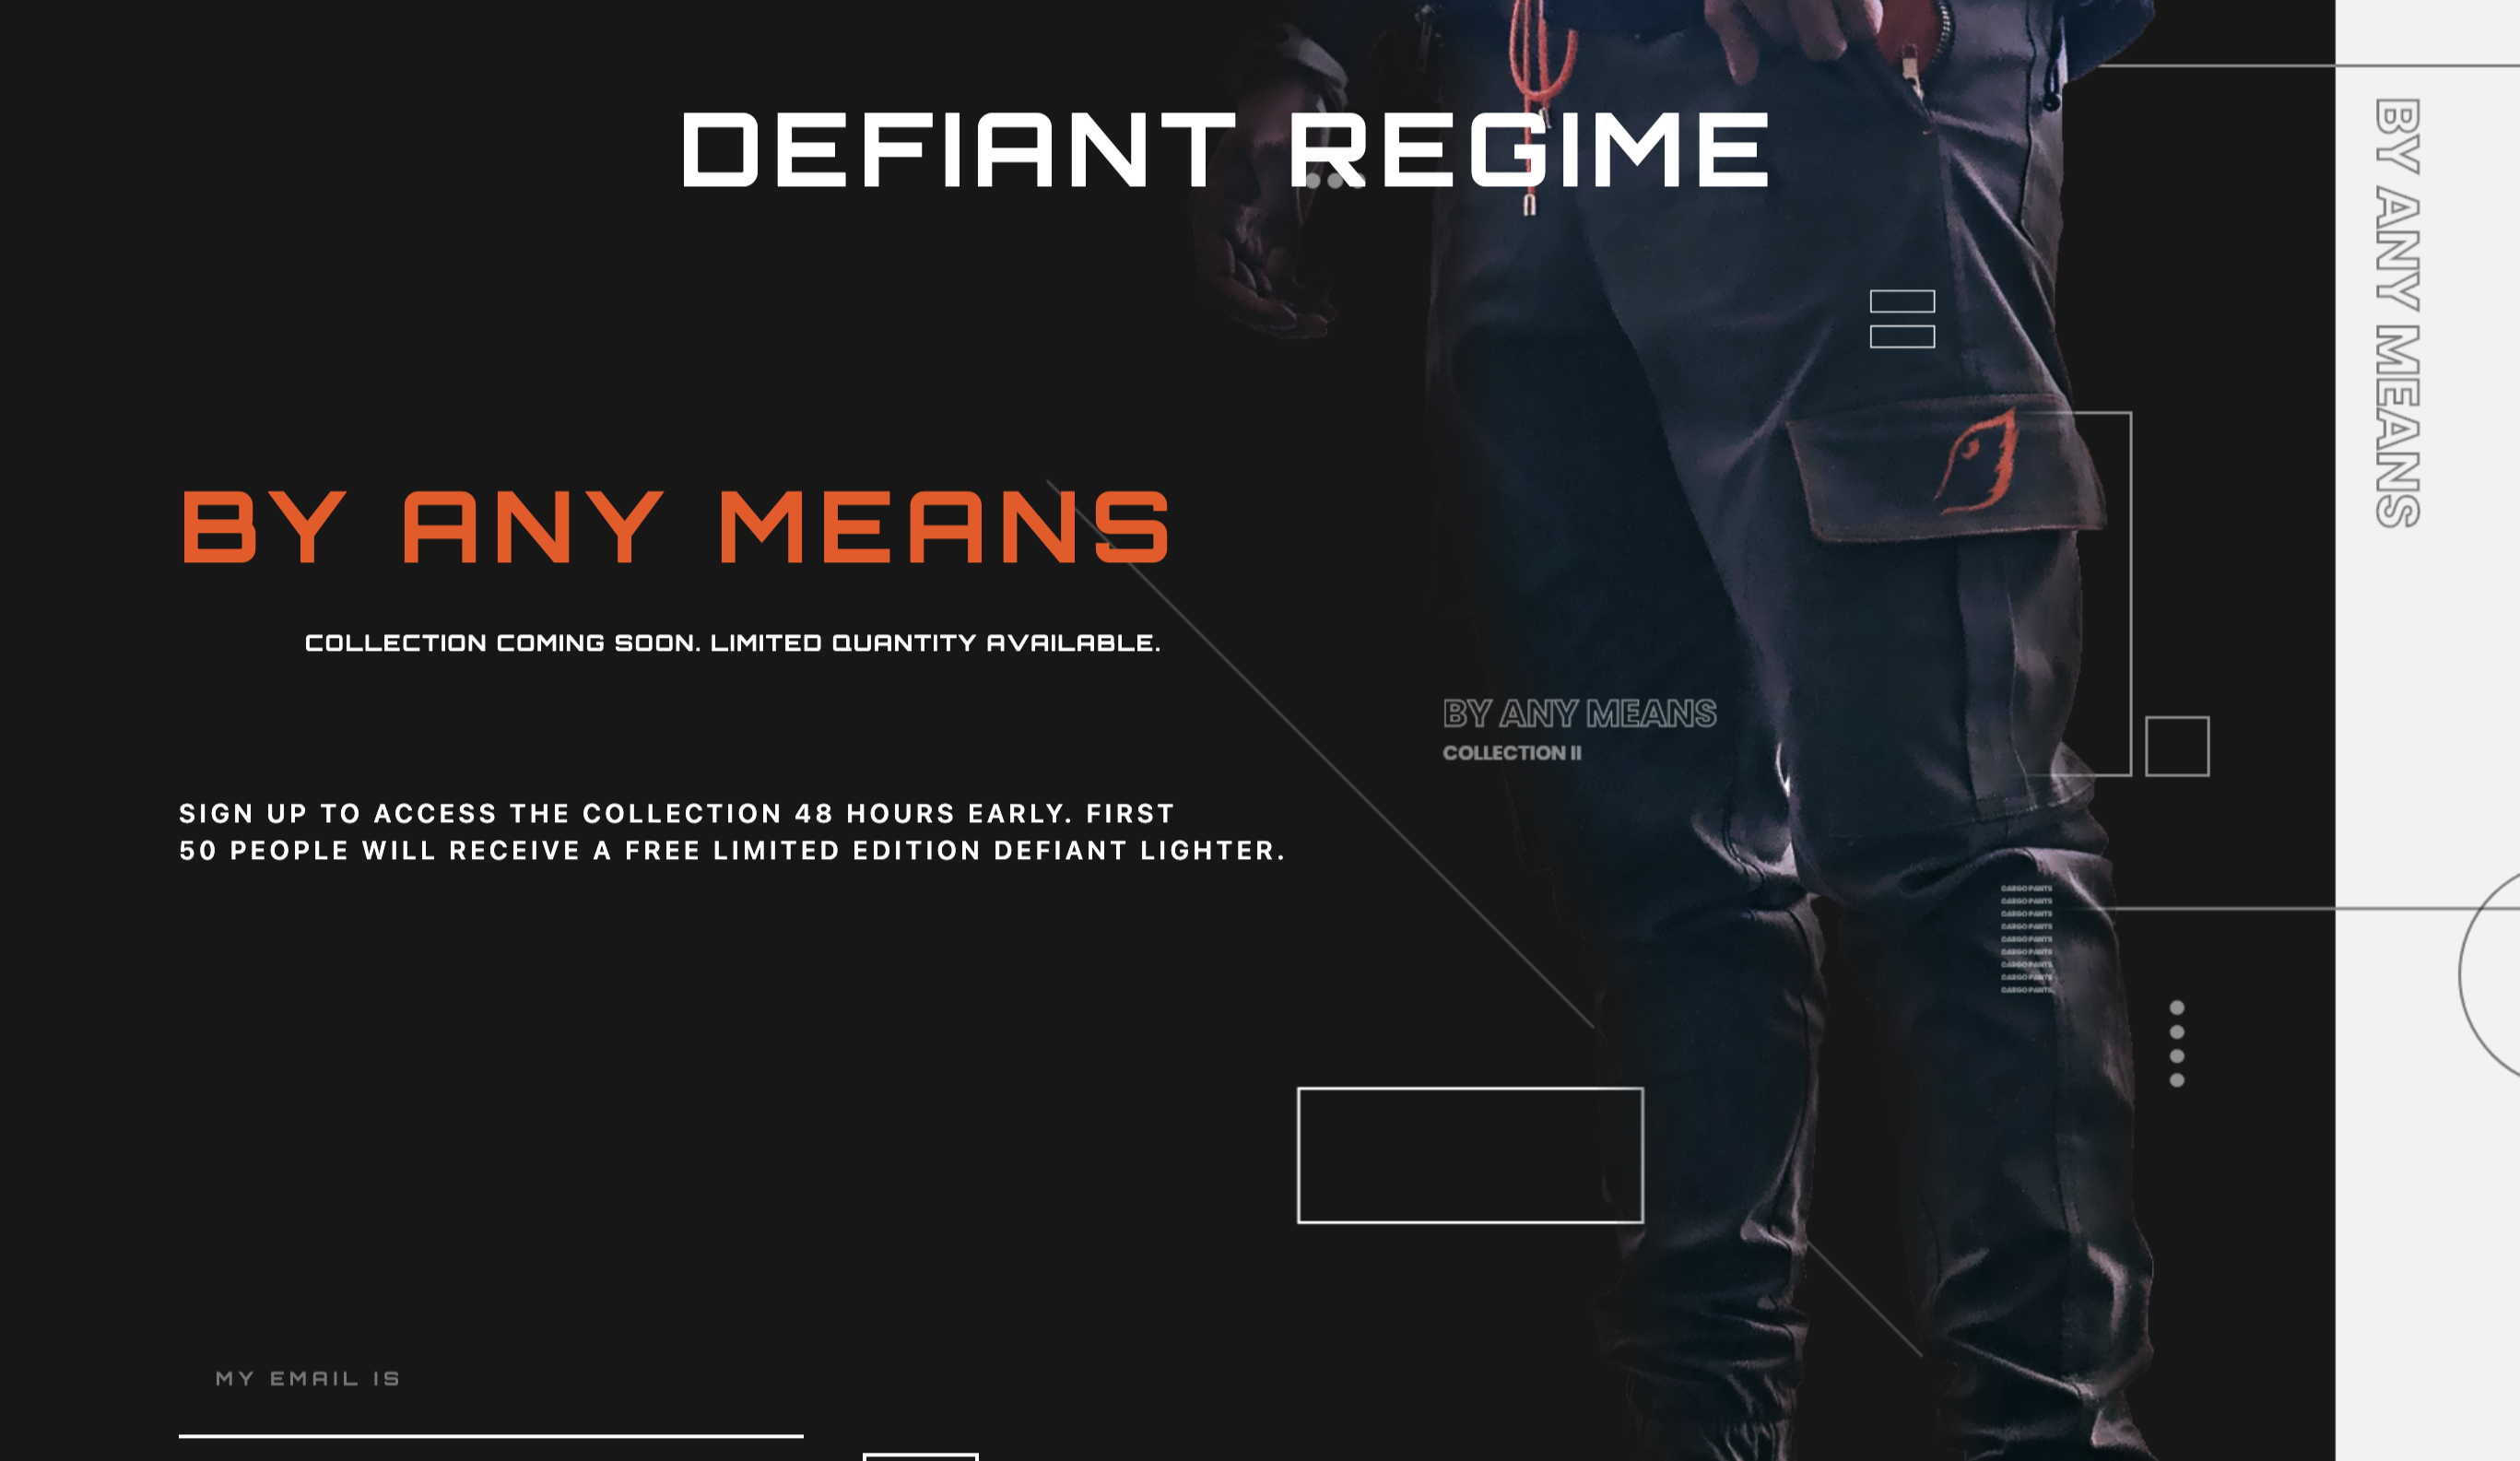 DEFIANT REGIME
BY ANY MEANS
BY ANY MEANS
COLLECTION COMING SOON. LIMITED QUANTITY AVAILABLE.
BY ANY MEANS
COLLECTION II
SIGN UP TO ACCESS THE COLLECTION 48 HOURS EARLY. FIRST
50 PEOPLE WILL RECEIVE A FREE LIMITED EDITION DEFIANT LIGHTER.
CARGO PANTS
CARGO PANTS
CARGO PANTS
CARGO PANTS
CARGO PANTS
CARGO PANTS
CARGO PANTS
CARGO PANTS
CARGO PANTS
MY EMAIL IS